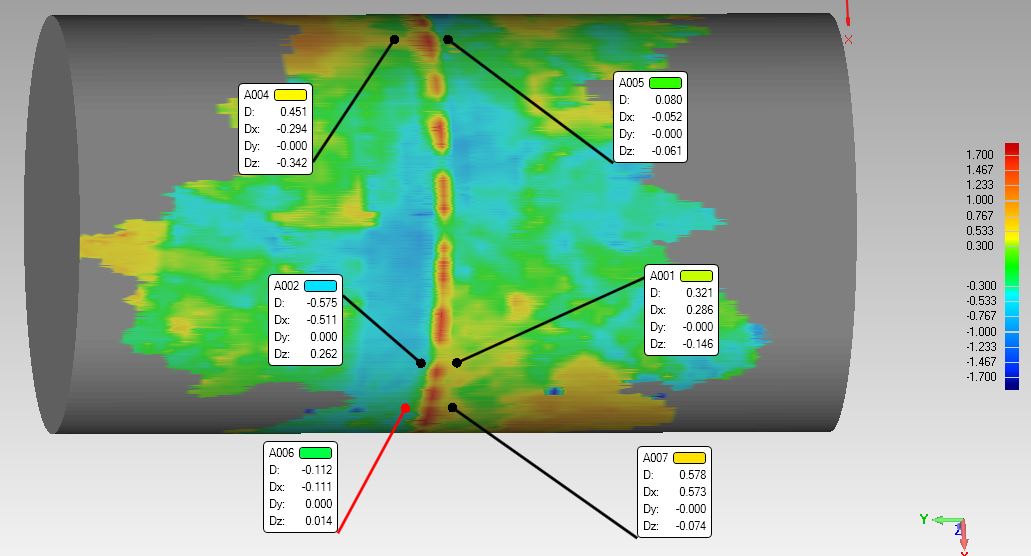 X
A004
D: 0.451
Dx: -0.294
Dy: -0.000
Dz: -0.342
A005
D: 0.080
Dx: -0.052
Dy: -0.000
Dz: -0.061
A002
D: -0.575
Dx: -0.511
Dy: 0.000
Dz: 0.262
A001
D: 0.321
Dx: 0.286
Dy: -0.000
Dz: -0.146
A006
D: -0.112
Dx: -0.111
Dy: 0.000
Dz: 0.014
A007
D: 0.578
Dx: 0.573
Dy: -0.000
Dz: -0.074
1.700
1.467
1.233
1.000
0.767
0.533
0.300
-0.300
-0.533
-0.767
-1.000
-1.233
-1.467
-1.700
Y
Z
X